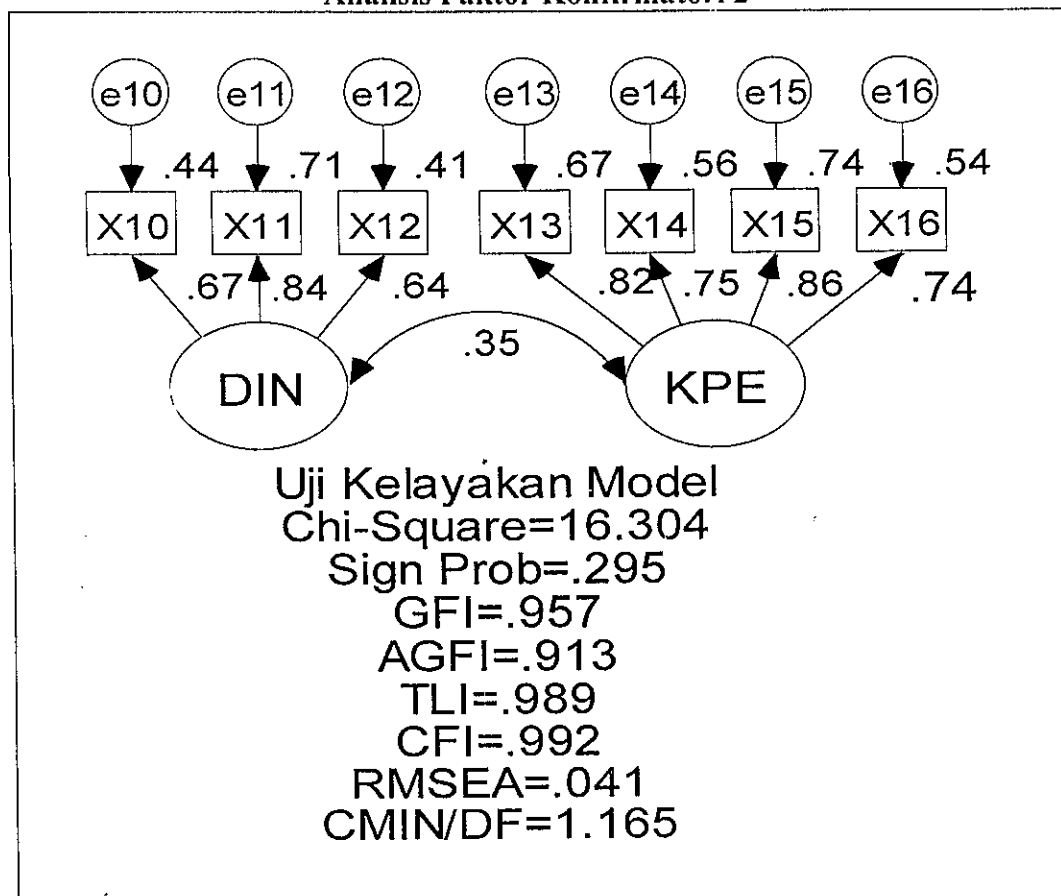 e10 e11 e12 e13 e14 e15 e16
.44 .71 .41 .67 .56 .74 .54
X10 X11 X12 X13 X14 X15 X16
.67 .84 .64 .82 .75 .86 .74
.35
DIN KPE
Uji Kelayakan Model
Chi-Square=16.304
Sign Prob=.295
GFI=.957
AGFI=.913
TLI=.989
CFI=.992
RMSEA=.041
CMIN/DF=1.165